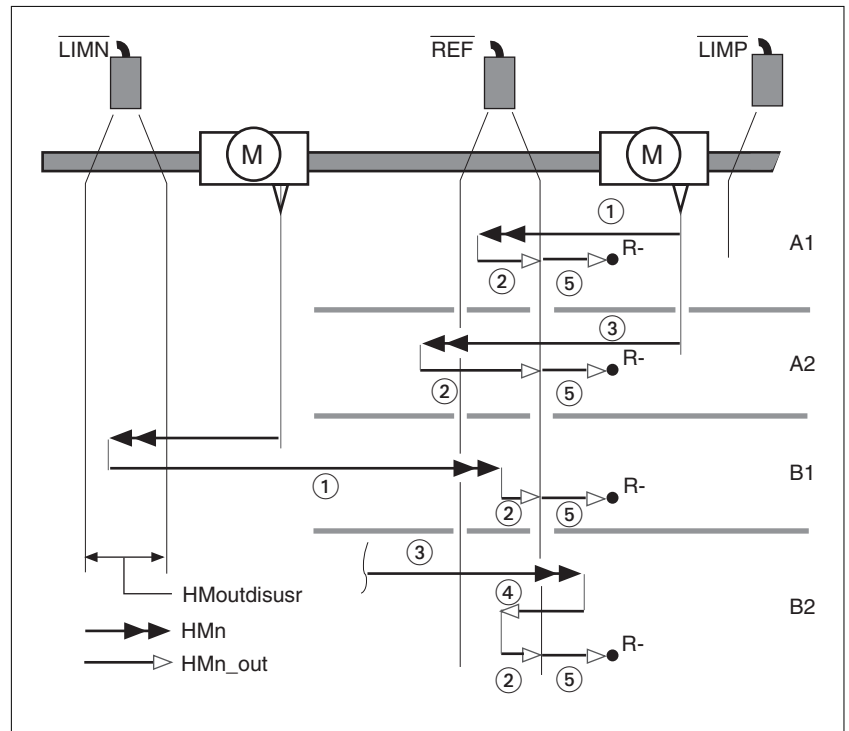 LIMN REF LIMP
M M
1
R- A1
2 5
3
R- A2
2 5
R- B1
1 2 5
3
HMoutdisusr 4 B2
HMn
R-
HMn_out
2 5